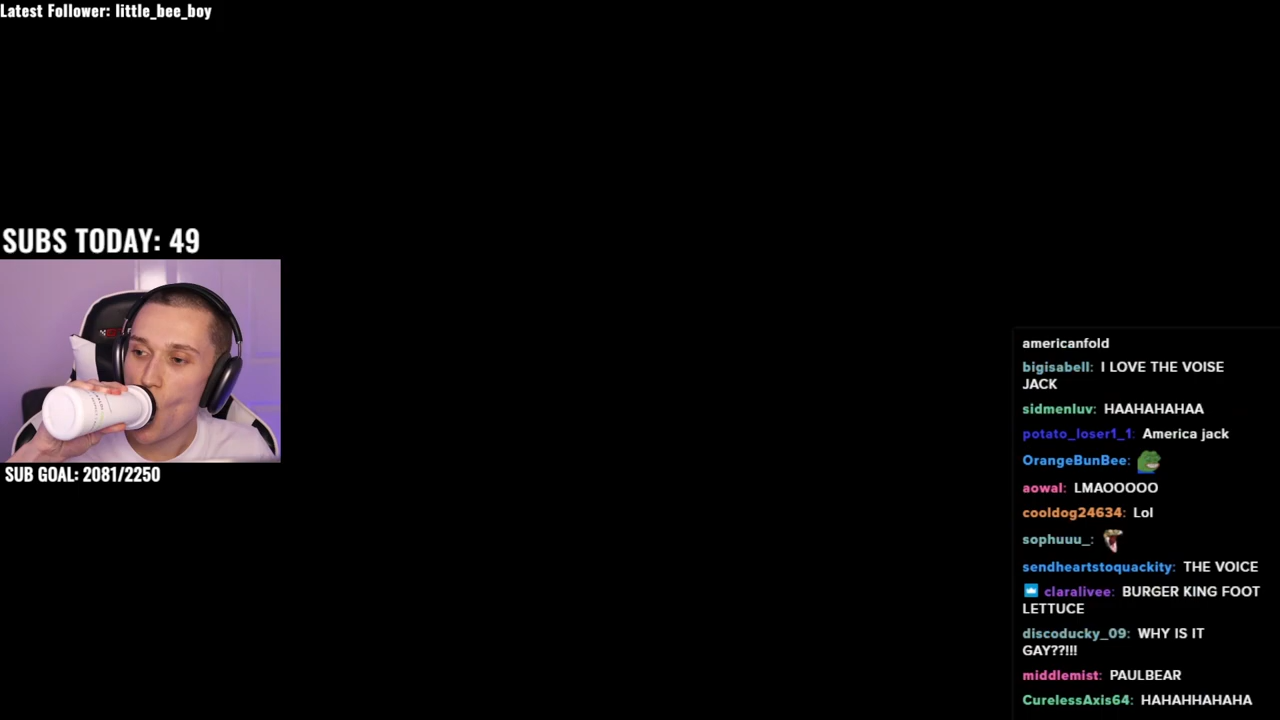 Latest Follower: little_bee_boy
SUBS TODAY: 49
SUB GOAL: 2081/2250
americanfold
bigisabell: I LOVE THE VOISE
JACK
sidmenluv: HAAHAHAHAA
potato_loser1_1: America jack
OrangeBunBee:
aowal: LMAOOOOO
cooldog24634: Lol
sophuuu_:
sendheartstoquackity: THE VOICE
claralivee: BURGER KING FOOT
LETTUCE
discoducky_09: WHY IS IT
GAY??!!!
middlemist: PAULBEAR
CurelessAxis64: HAHAHHAHAHA